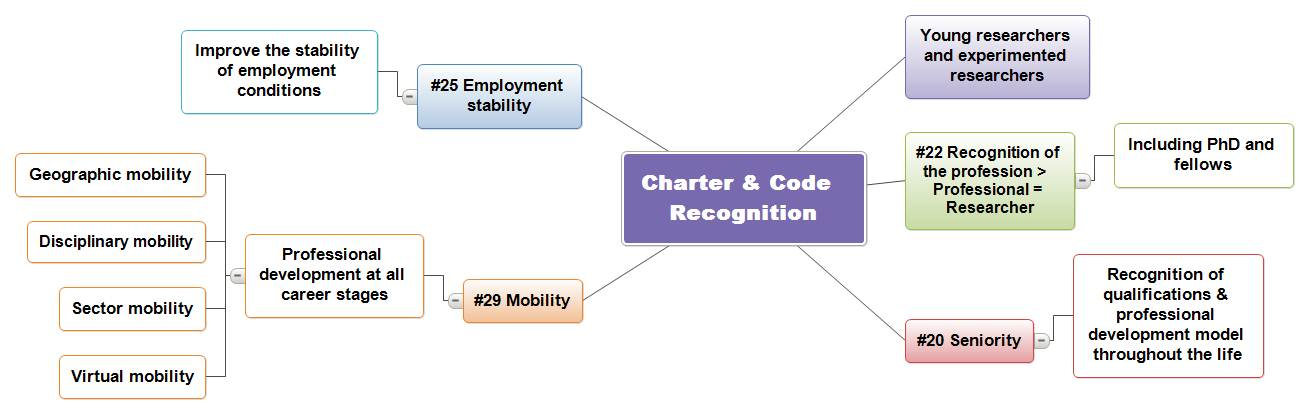 Charter & Code
Recognition
Young researchers
and experimented
researchers
#22 Recognition of
the profession >
Professional =
Researcher
Including PhD and
fellows
#20 Seniority
Recognition of
qualifications &
professional
development model
throughout the life
#25 Employment
stability
Improve the stability
of employment
conditions
#29 Mobility
Professional
development at all
career stages
Geographic mobility
Disciplinary mobility
Sector mobility
Virtual mobility